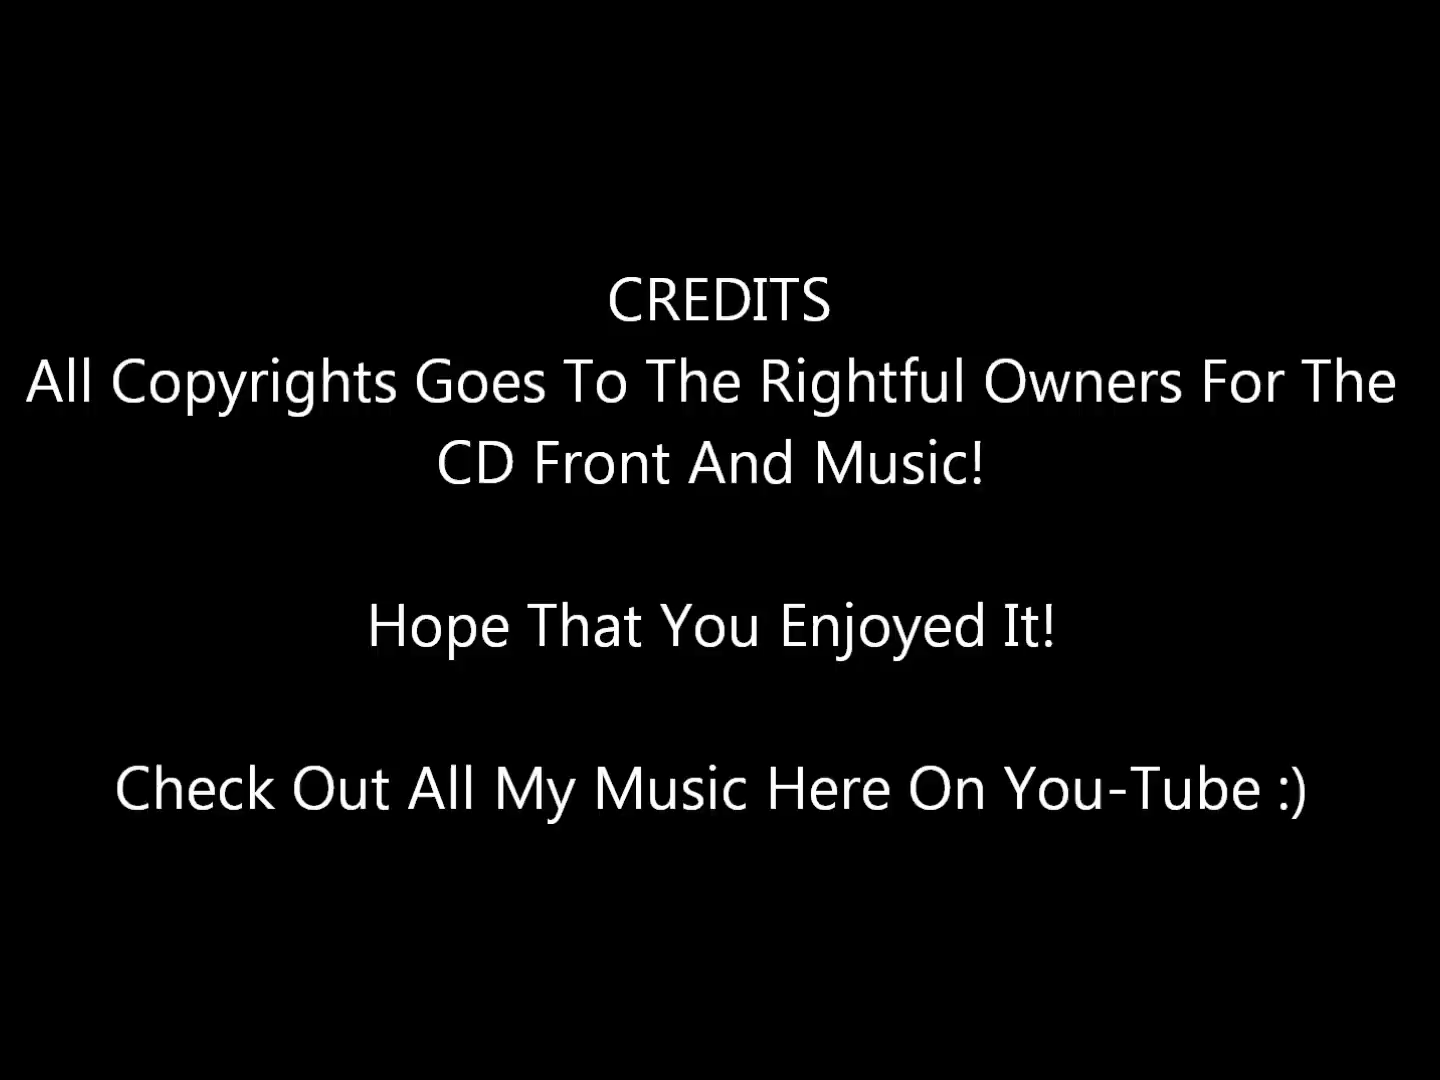 CREDITS
All Copyrights Goes To The Rightful Owners For The
CD Front And Music!
Hope That You Enjoyed It!
Check Out All My Music Here On You-Tube :)